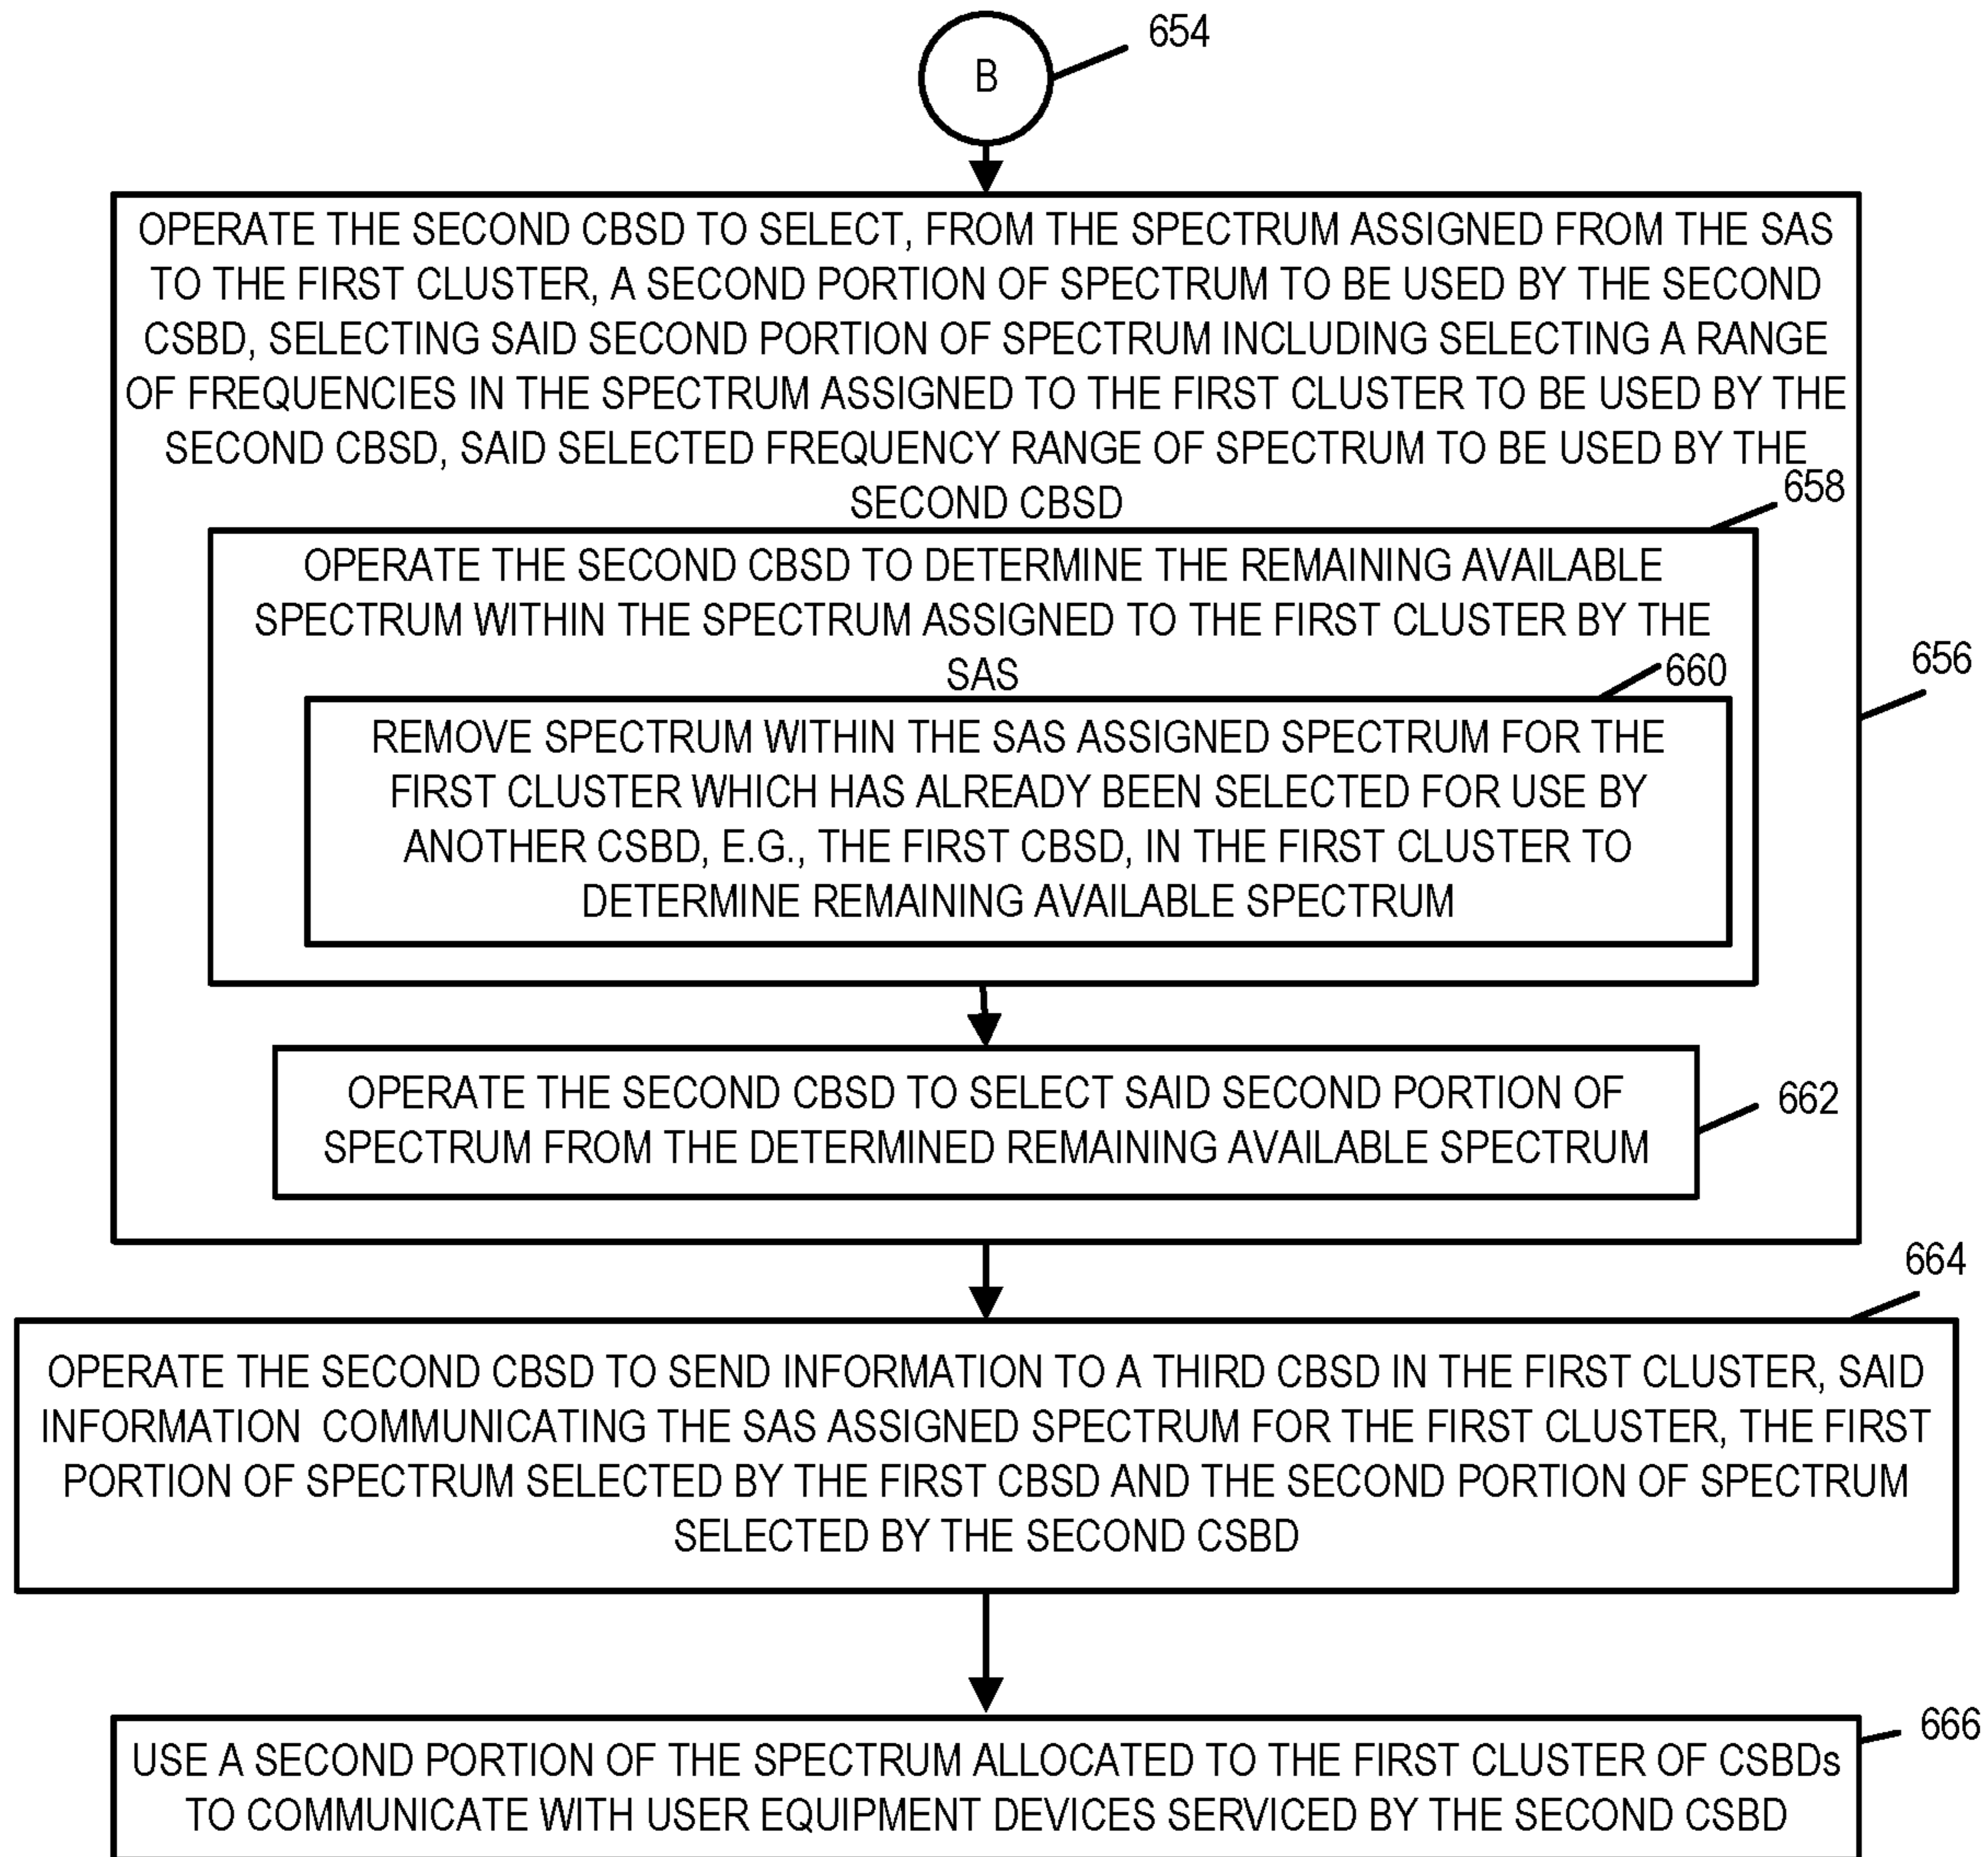 B
654
OPERATE THE SECOND CBSD TO SELECT, FROM THE SPECTRUM ASSIGNED FROM THE SAS
TO THE FIRST CLUSTER, A SECOND PORTION OF SPECTRUM TO BE USED BY THE SECOND
CSBD, SELECTING SAID SECOND PORTION OF SPECTRUM INCLUDING SELECTING A RANGE
OF FREQUENCIES IN THE SPECTRUM ASSIGNED TO THE FIRST CLUSTER TO BE USED BY THE
SECOND CBSD, SAID SELECTED FREQUENCY RANGE OF SPECTRUM TO BE USED BY THE
SECOND CBSD
658
OPERATE THE SECOND CBSD TO DETERMINE THE REMAINING AVAILABLE
SPECTRUM WITHIN THE SPECTRUM ASSIGNED TO THE FIRST CLUSTER BY THE
SAS
656
660
REMOVE SPECTRUM WITHIN THE SAS ASSIGNED SPECTRUM FOR THE
FIRST CLUSTER WHICH HAS ALREADY BEEN SELECTED FOR USE BY
ANOTHER CSBD, E.G., THE FIRST CBSD, IN THE FIRST CLUSTER TO
DETERMINE REMAINING AVAILABLE SPECTRUM
OPERATE THE SECOND CBSD TO SELECT SAID SECOND PORTION OF
SPECTRUM FROM THE DETERMINED REMAINING AVAILABLE SPECTRUM
662
664
OPERATE THE SECOND CBSD TO SEND INFORMATION TO A THIRD CBSD IN THE FIRST CLUSTER, SAID
INFORMATION COMMUNICATING THE SAS ASSIGNED SPECTRUM FOR THE FIRST CLUSTER, THE FIRST
PORTION OF SPECTRUM SELECTED BY THE FIRST CBSD AND THE SECOND PORTION OF SPECTRUM
SELECTED BY THE SECOND CSBD
666
USE A SECOND PORTION OF THE SPECTRUM ALLOCATED TO THE FIRST CLUSTER OF CSBDs
TO COMMUNICATE WITH USER EQUIPMENT DEVICES SERVICED BY THE SECOND CSBD